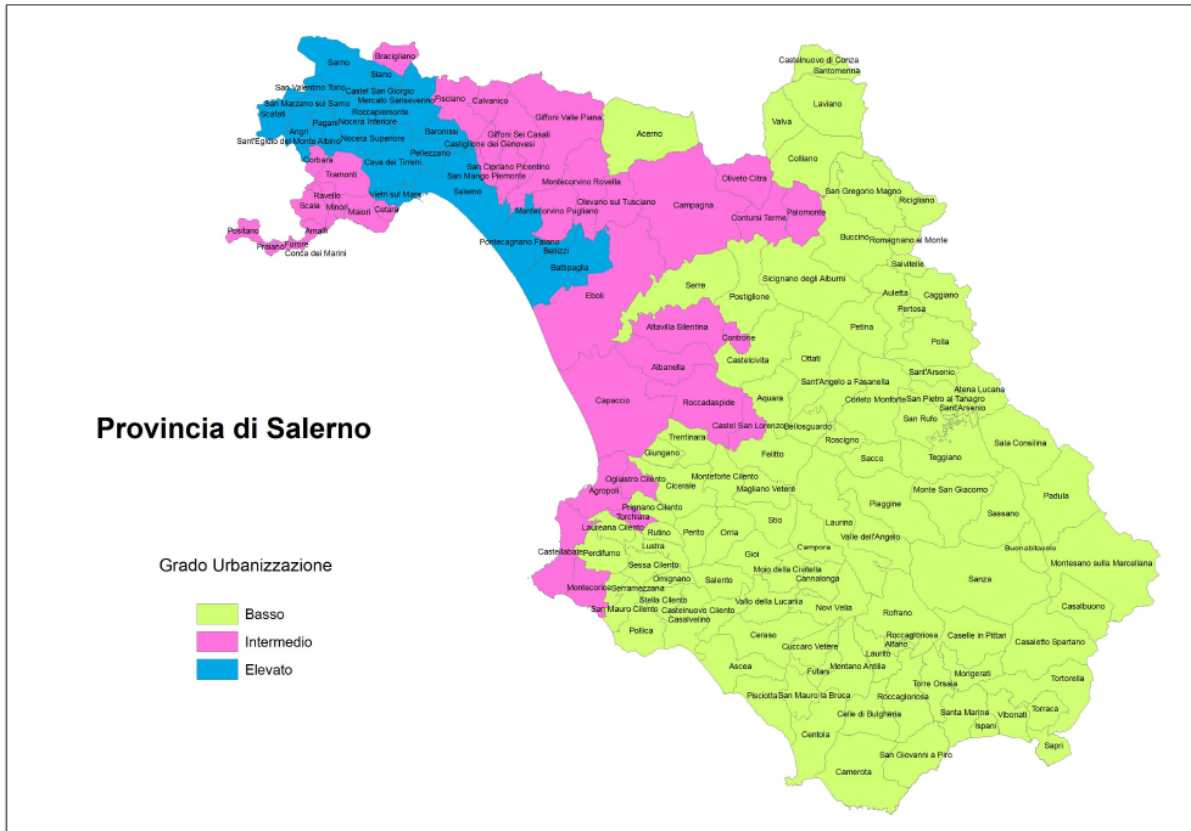 Castelnuovo di Conza
Santomenna
Bracigliano
Sarno
Siano
Laviano
San Valentino Torio
Castel San Giorgio
Fisciano
Calvanico
San Marzano sul Sarno
Mercato Sanseverino
Scafati
Roccapiemonte
Giffoni Valle Piana
Valva
Pagani
Nocera Inferiore
Angri
Baronissi
Giffoni Sei Casali
Acerno
Sant'Egidio del Monte Albino
Nocera Superiore
Castiglione dei Genovesi
Pellezzano
Colliano
Corbara
Cava dei Tirreni
San Cipriano Picentino
Tramonti
San Mango Piemonte
Montecorvino Rovella
Oliveto Citra
Ravello
Vietri sul Mare
Salerno
San Gregorio Magno
Scala
Minori
Maiori
Cetara
Montecorvino Pugliano
Olevano sul Tusciano
Campagna
Contursi Terme
Palomonte
Ricigliano
Positano
Amalfi
Praiano
Furore
Conca dei Marini
Pontecagnano Faiana
Bellizzi
Buccino
Romagnano al Monte
Battipaglia
Salvitelle
Eboli
Serre
Postiglione
Sicignano degli Alburni
Auletta
Caggiano
Pertosa
Altavilla Silentina
Controne
Petina
Polla
Albanella
Castelcivita
Ottati
Sant'Arsenio
Sant'Angelo a Fasanella
Atena Lucana
Capaccio
Roccadaspide
Aquara
Corleto Monforte
San Pietro al Tanagro
Sant'Arsenio
San Rufo
Provincia di Salerno
Castel San Lorenzo
Bellosguardo
Trentinara
Roscigno
Sala Consilina
Giungano
Felitto
Sacco
Teggiano
Ogliastro Cilento
Monteforte Cilento
Cicerale
Magliano Vetere
Monte San Giacomo
Padula
Agropoli
Prignano Cilento
Torchiara
Piaggine
Sassano
Laureana Cilento
Rutino
Perito
Orria
Stio
Laurino
Valle dell'Angelo
Lustra
Castellabate
Perdifumo
Gioi
Campora
Buonabitacolo
Sessa Cilento
Moio della Civitella
Montesano sulla Marcellana
Grado Urbanizzazione
Omignano
Salento
Cannalonga
Sanza
Montecorice
Serramezzana
Stella Cilento
Vallo della Lucania
San Mauro Cilento
Castelnuovo Cilento
Novi Velia
Rofrano
Casalbuono
Basso
Casalvelino
Pollica
Ceraso
Roccagloriosa
Caselle in Pittari
Casaletto Spartano
Intermedio
Cuccaro Vetere
Alfano
Laurito
Elevato
Ascea
Futani
Montano Antilia
Morigerati
Tortorella
Torre Orsaia
Pisciotta
San Mauro la Bruca
Roccagloriosa
Celle di Bulgheria
Santa Marina
Vibonati
Torraca
Ispani
Centola
Sapri
San Giovanni a Piro
Camerota